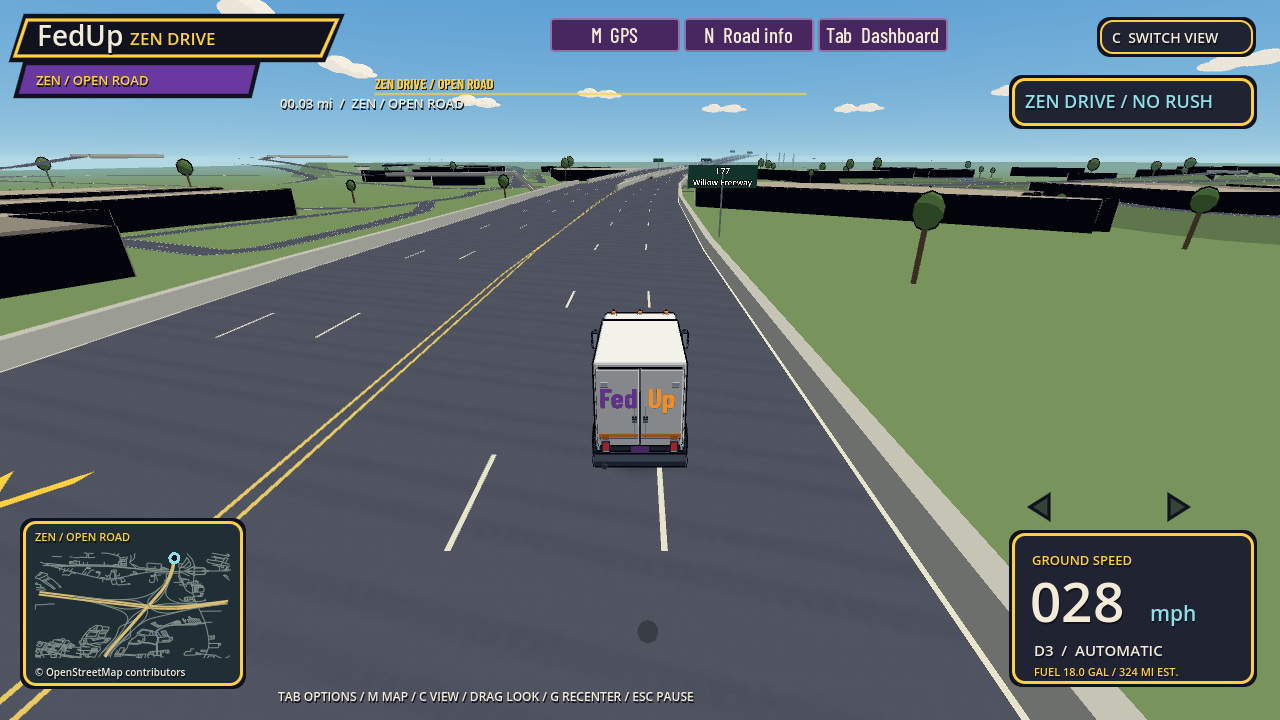 FedUp ZEN DRIVE
ZEN / OPEN ROAD
M GPS
N Road info
Tab Dashboard
C SWITCH VIEW
ZEN DRIVE / OPEN ROAD
00.03 mi / ZEN / OPEN ROAD
ZEN DRIVE / NO RUSH
I 77
Willow Freeway
Fed Up
ZEN / OPEN ROAD
© OpenStreetMap contributors
GROUND SPEED
028 mph
D3 / AUTOMATIC
FUEL 18.0 GAL / 324 MI EST.
TAB OPTIONS / M MAP / C VIEW / DRAG LOOK / G RECENTER / ESC PAUSE